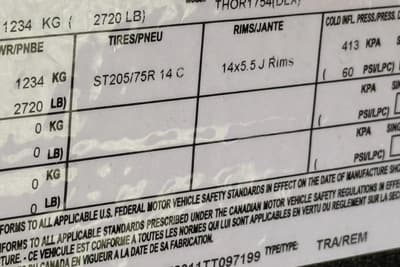 THOR1754(DLX)
1234 KG ( 2720 LB)
WR/PNBE TIRES/PNEU RIMS/JANTE COLD INFL PRESS/PRESS.
1234 KG ST205/75R 14 C 14x5.5 J Rims 413 KPA
2720 LB) ( 60 PSI/LPC)
0 KG KPA
0 LB) ( PSI/LPC)
0 KG KPA
0 LB) ( PSI/LPC)
FORMS TO ALL APPLICABLE U.S. FEDERAL MOTOR VEHICLE SAFETY STANDARDS IN EFFECT ON THE DATE OF MANUFACTURE
NFORMS TO ALL APPLICABLE STANDARDS PRESCRIBED UNDER THE CANADIAN MOTOR VEHICLE SAFETY REGULATIONS IN
TURE - CE VEHICULE EST CONFORME A TOUTES LES NORMES QUI LUI SONT APPLICABLES EN VERTU DU REGLEMENT SUR LA
DU CANADA EN VIGUEUR A LA DATE DE SA FABRICATION.
11TT097199 TYPE/TYPE: TRA/REM